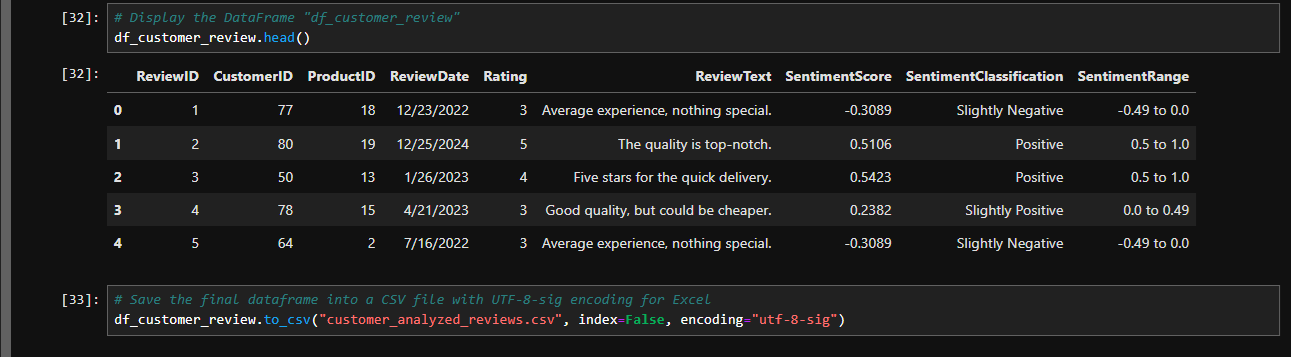 [32]: # Display the DataFrame "df_customer_review"
df_customer_review.head()
[32]: ReviewID CustomerID ProductID ReviewDate Rating ReviewText SentimentScore SentimentClassification SentimentRange
0 1 77 18 12/23/2022 3 Average experience, nothing special. -0.3089 Slightly Negative -0.49 to 0.0
1 2 80 19 12/25/2024 5 The quality is top-notch. 0.5106 Positive 0.5 to 1.0
2 3 50 13 1/26/2023 4 Five stars for the quick delivery. 0.5423 Positive 0.5 to 1.0
3 4 78 15 4/21/2023 3 Good quality, but could be cheaper. 0.2382 Slightly Positive 0.0 to 0.49
4 5 64 2 7/16/2022 3 Average experience, nothing special. -0.3089 Slightly Negative -0.49 to 0.0
[33]: # Save the final dataframe into a CSV file with UTF-8-sig encoding for Excel
df_customer_review.to_csv("customer_analyzed_reviews.csv", index=False, encoding="utf-8-sig")